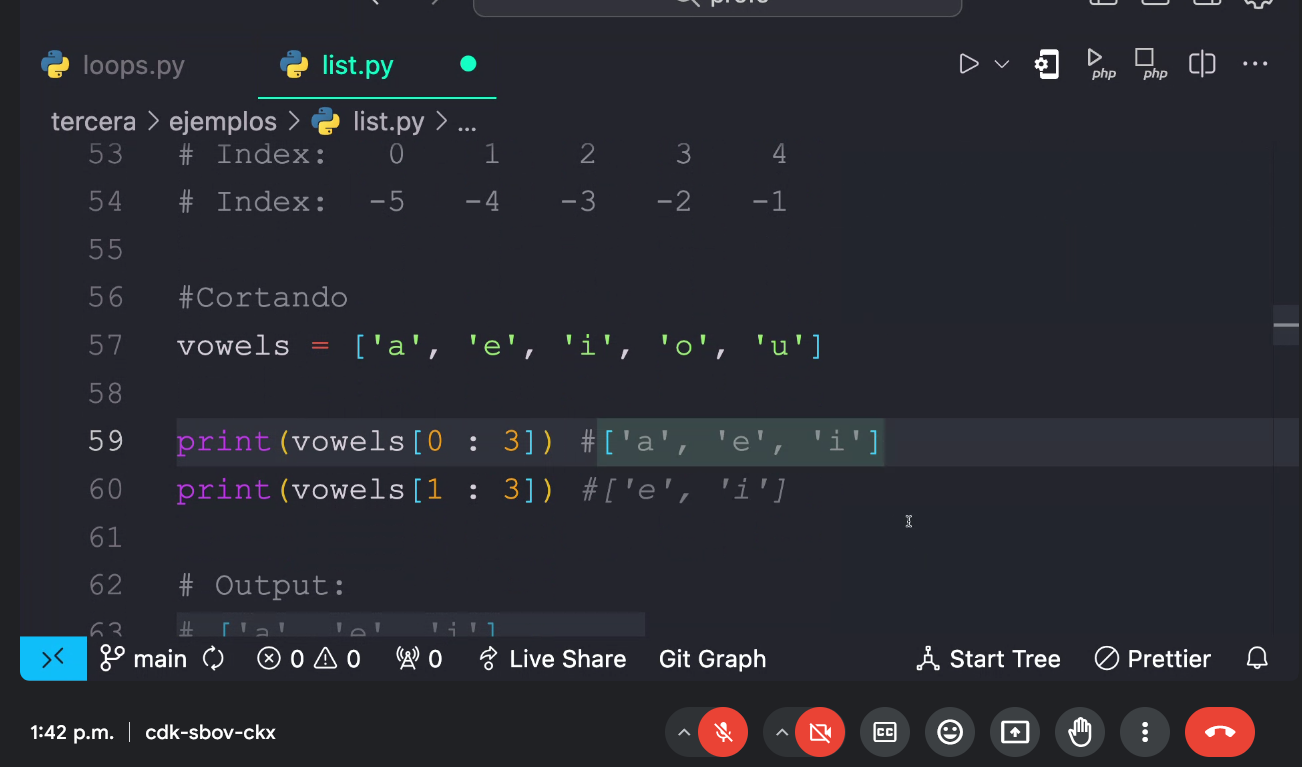 loops.py list.py
php php
tercera > ejemplos > list.py > ...
53 # Index: 0 1 2 3 4
54 # Index: -5 -4 -3 -2 -1
55
56 #Cortando
57 vowels = ['a', 'e', 'i', 'o', 'u']
58
59 print(vowels[0 : 3]) #['a', 'e', 'i']
60 print(vowels[1 : 3]) #['e', 'i']
61
62 # Output:
63 # ['a', 'e', 'i']
main 0 0 0 Live Share Git Graph Start Tree Prettier
1:42 p.m. | cdk-sbov-ckx
CC